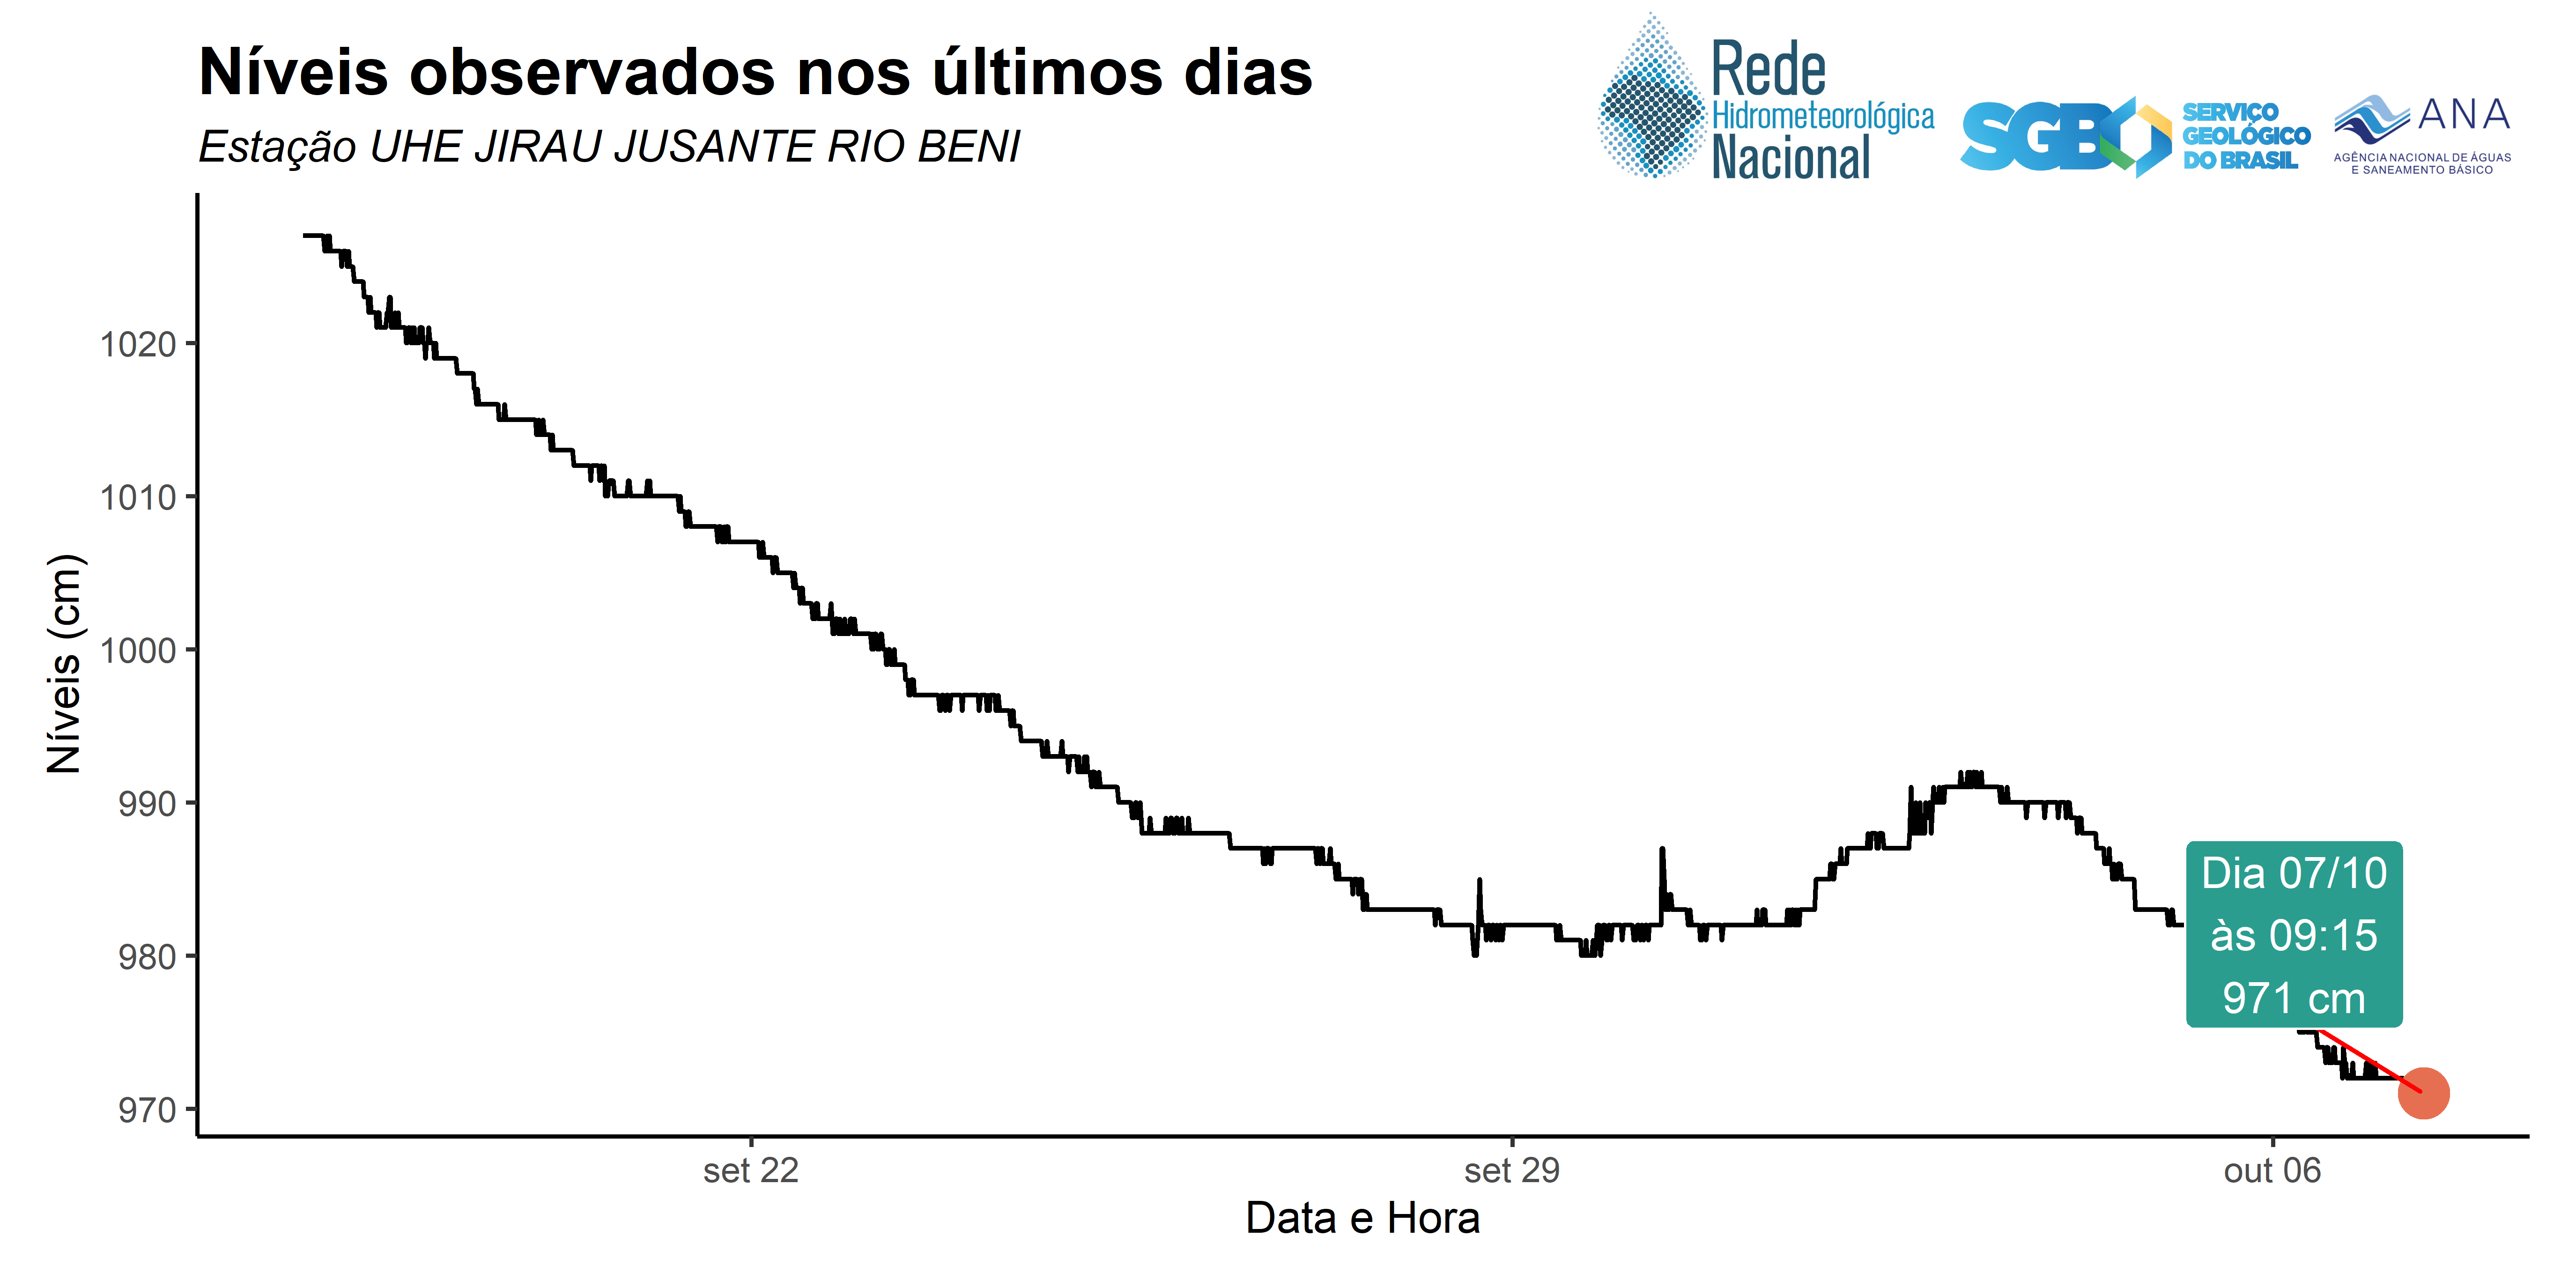 Níveis observados nos últimos dias
Estação UHE JIRAU JUSANTE RIO BENI
Rede
Hidrometeorológica
Nacional
SGB
SERVIÇO
GEOLÓGICO
DO BRASIL
ANA
AGÊNCIA NACIONAL DE ÁGUAS
E SANEAMENTO BÁSICO
Níveis (cm)
1020
1010
1000
990
980
970
Dia 07/10
às 09:15
971 cm
set 22
set 29
out 06
Data e Hora